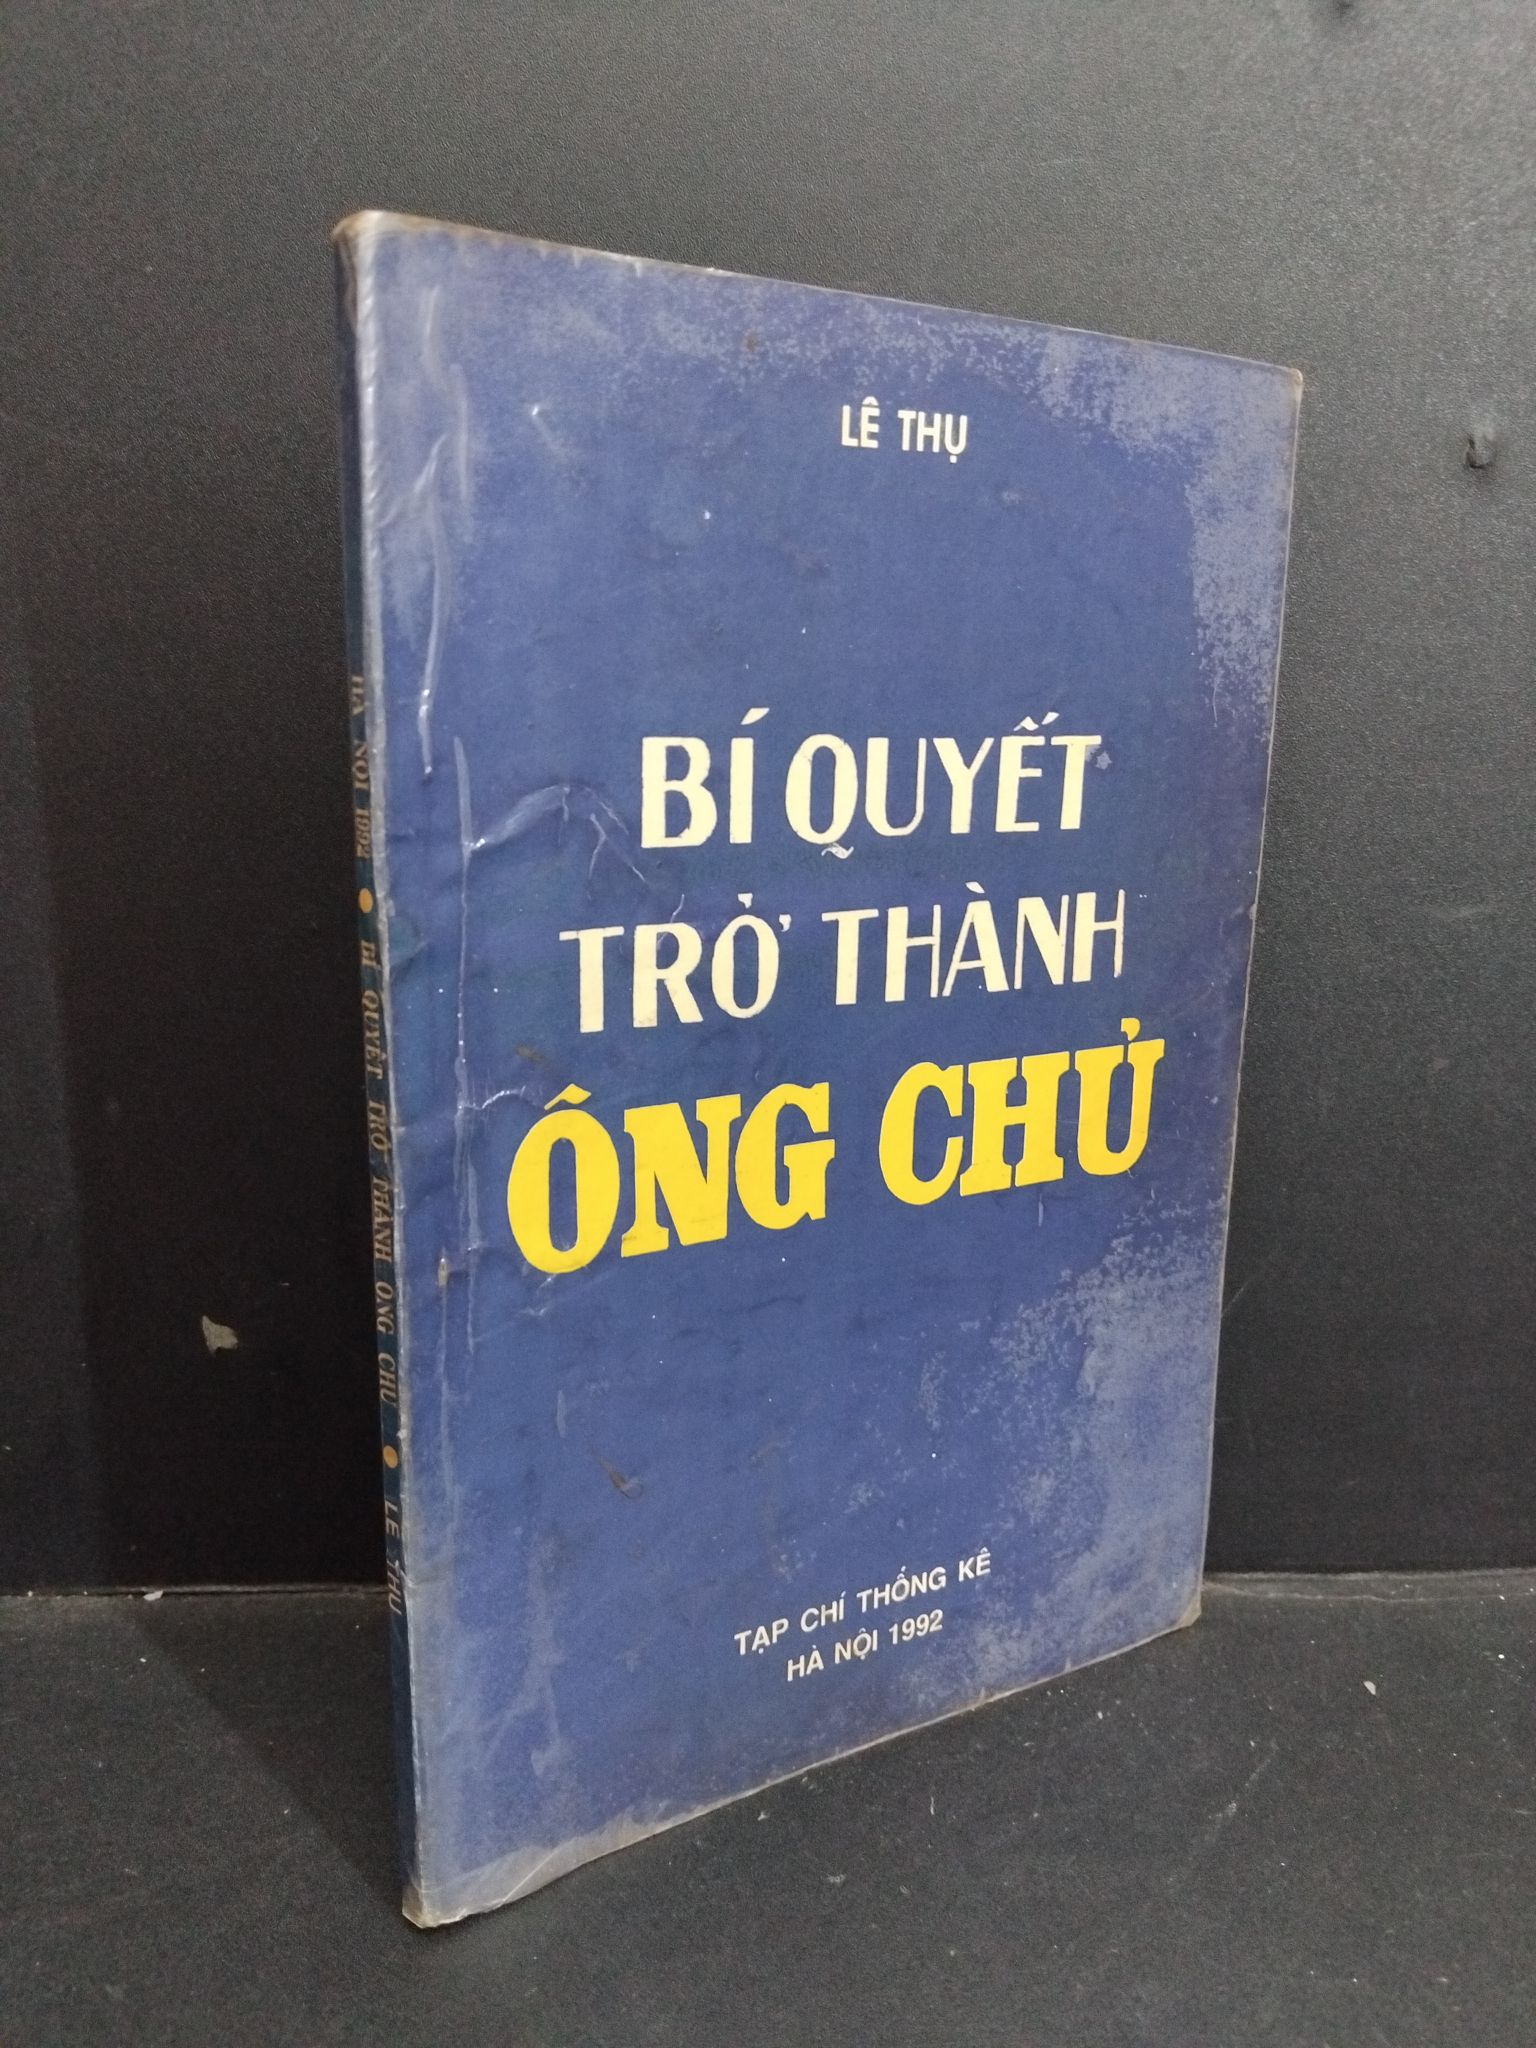 LÊ THỤ
BÍ QUYẾT
TRỞ THÀNH
ÔNG CHỦ
TẠP CHÍ THỐNG KÊ
HÀ NỘI 1992
HÀ NỘI 1992 ● BÍ QUYẾT TRỞ THÀNH ÔNG CHỦ ● LÊ THỤ